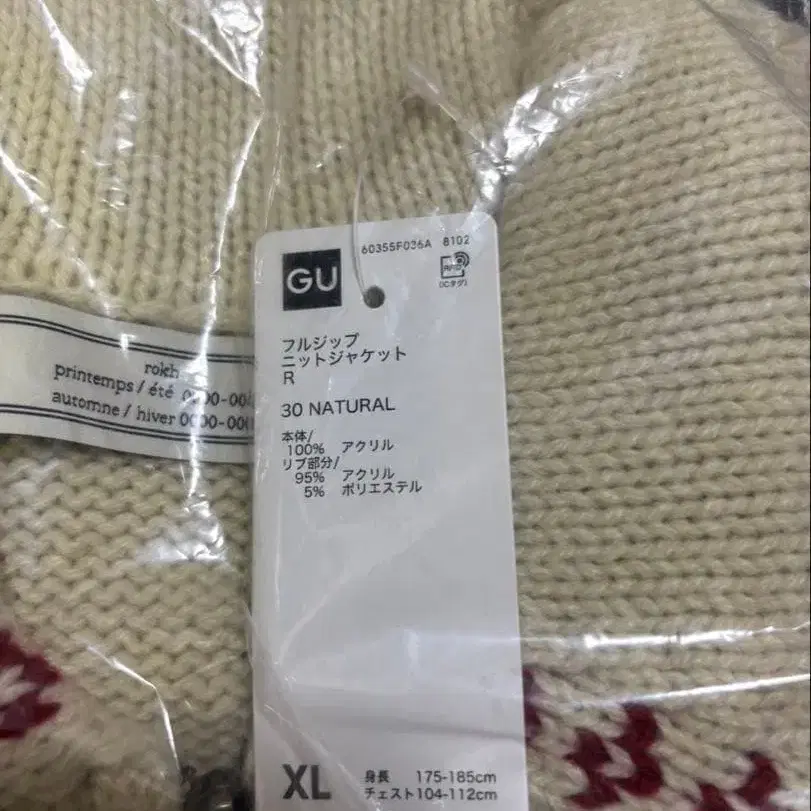 60355F036A 8102
GU
RFID
(ICタグ)
フルジップ
ニットジャケット
R
30 NATURAL
本体/
100% アクリル
リブ部分/
95% アクリル
5% ポリエステル
XL 身長 175-185cm
チェスト104-112cm
rokh
printemps / été 0000-00
automne / hiver 0000-000